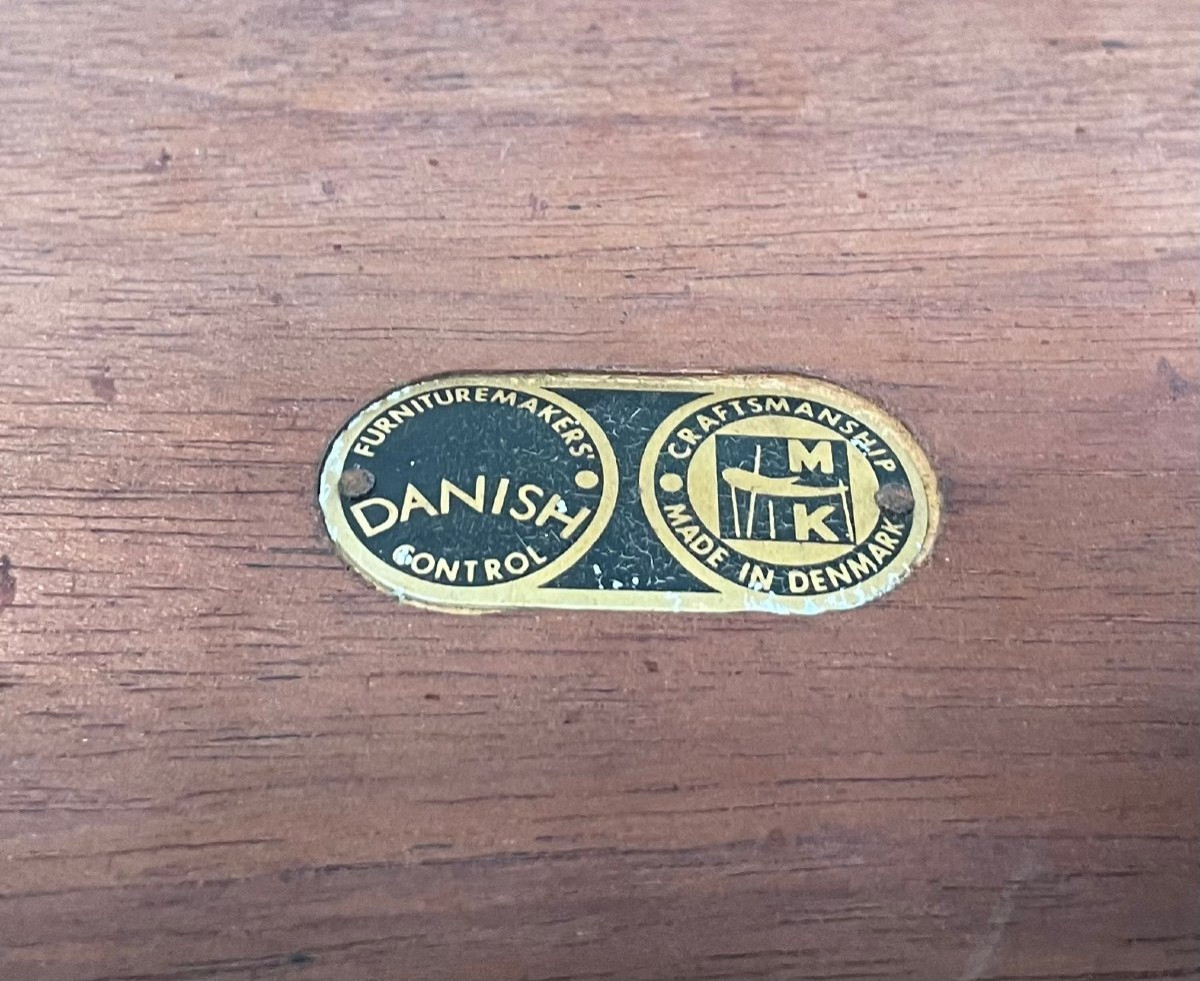 FURNITUREMAKERS'
DANISH
CONTROL
CRAFTSMANSHIP
M
K
MADE IN DENMARK